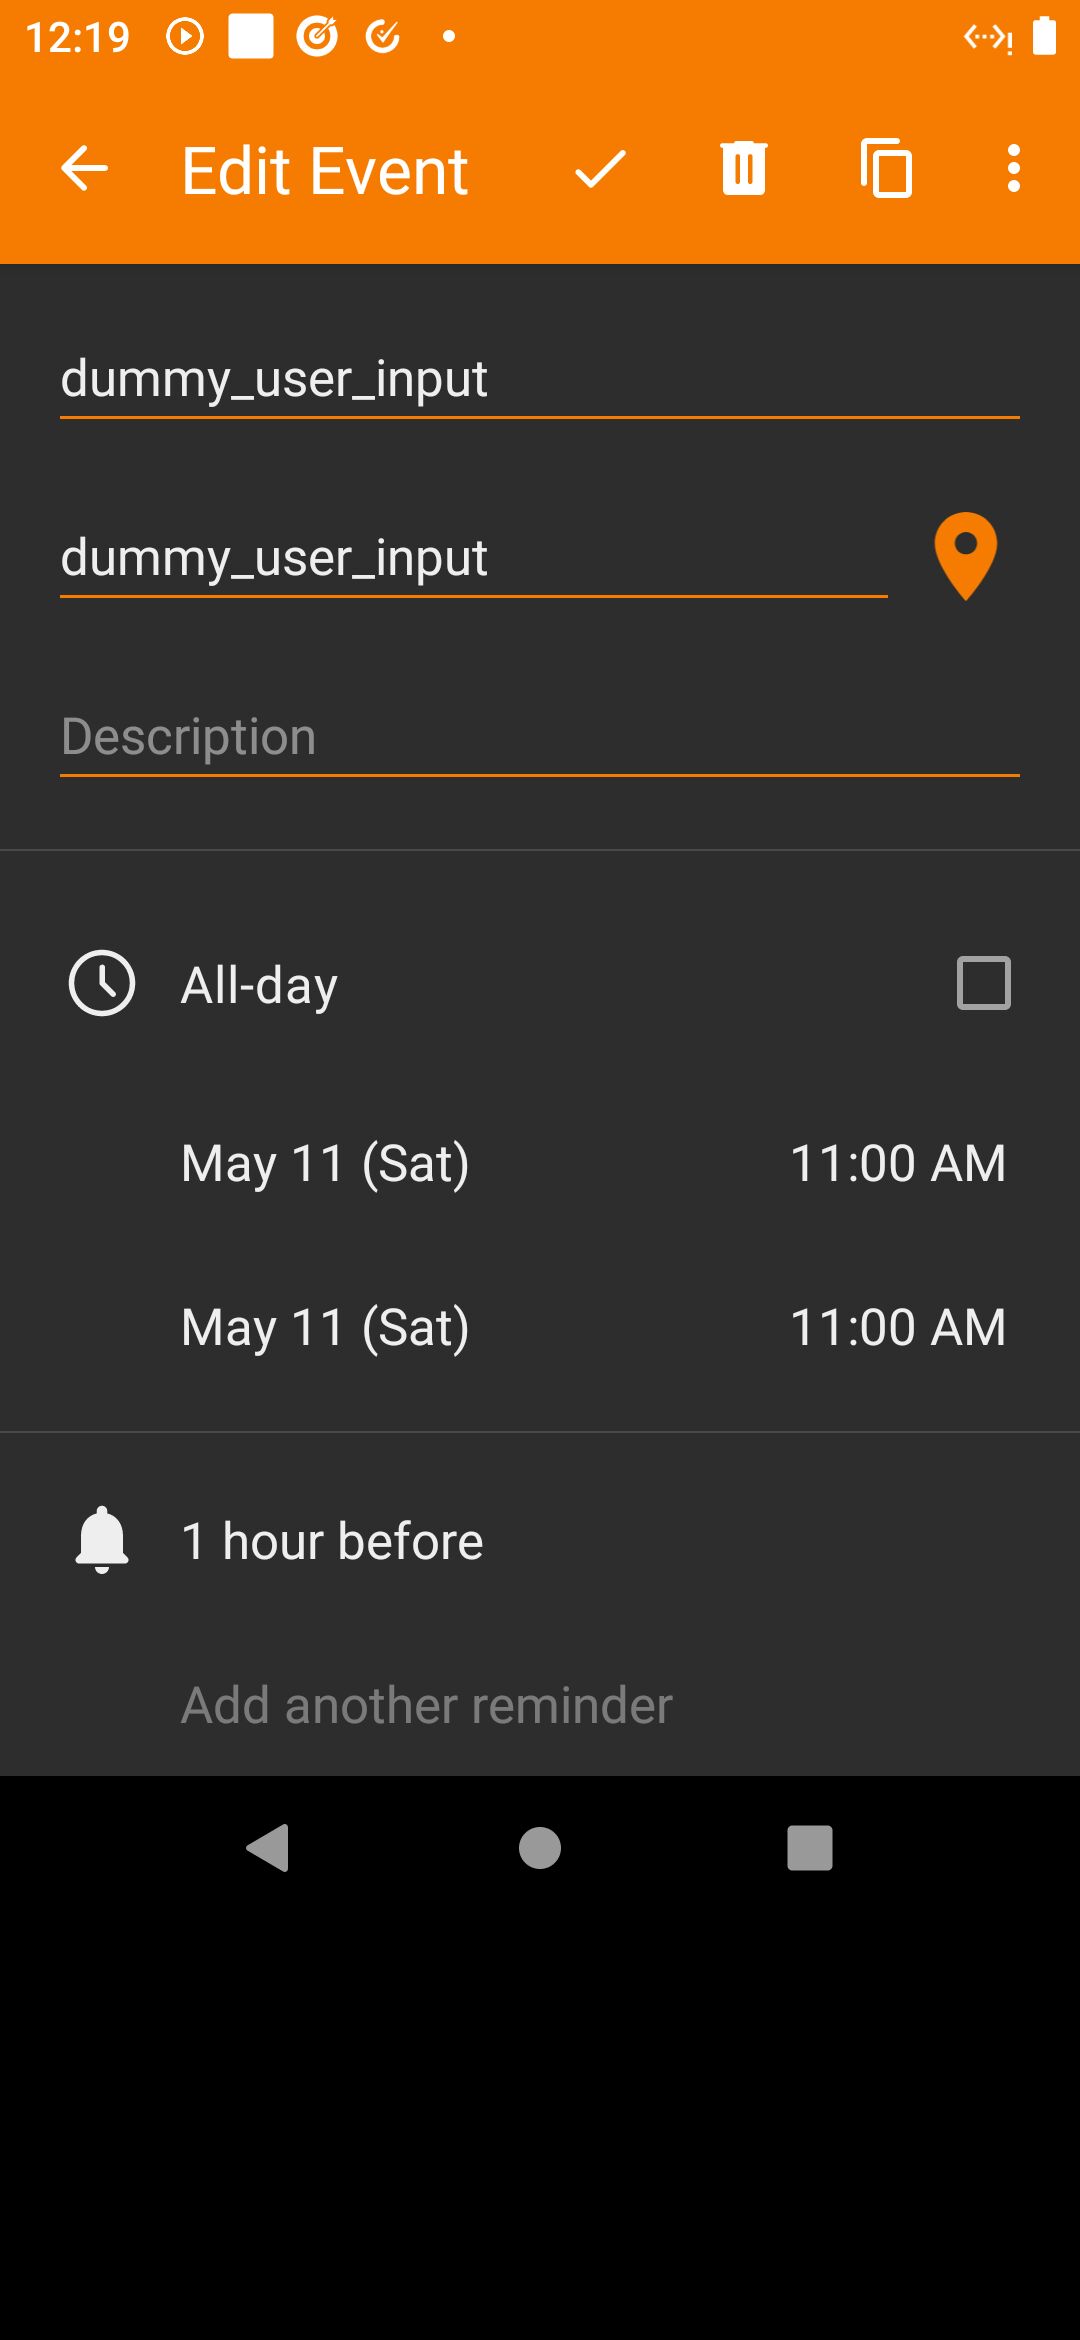 12:19
Edit Event
dummy_user_input
dummy_user_input
Description
All-day
May 11 (Sat) 11:00 AM
May 11 (Sat) 11:00 AM
1 hour before
Add another reminder